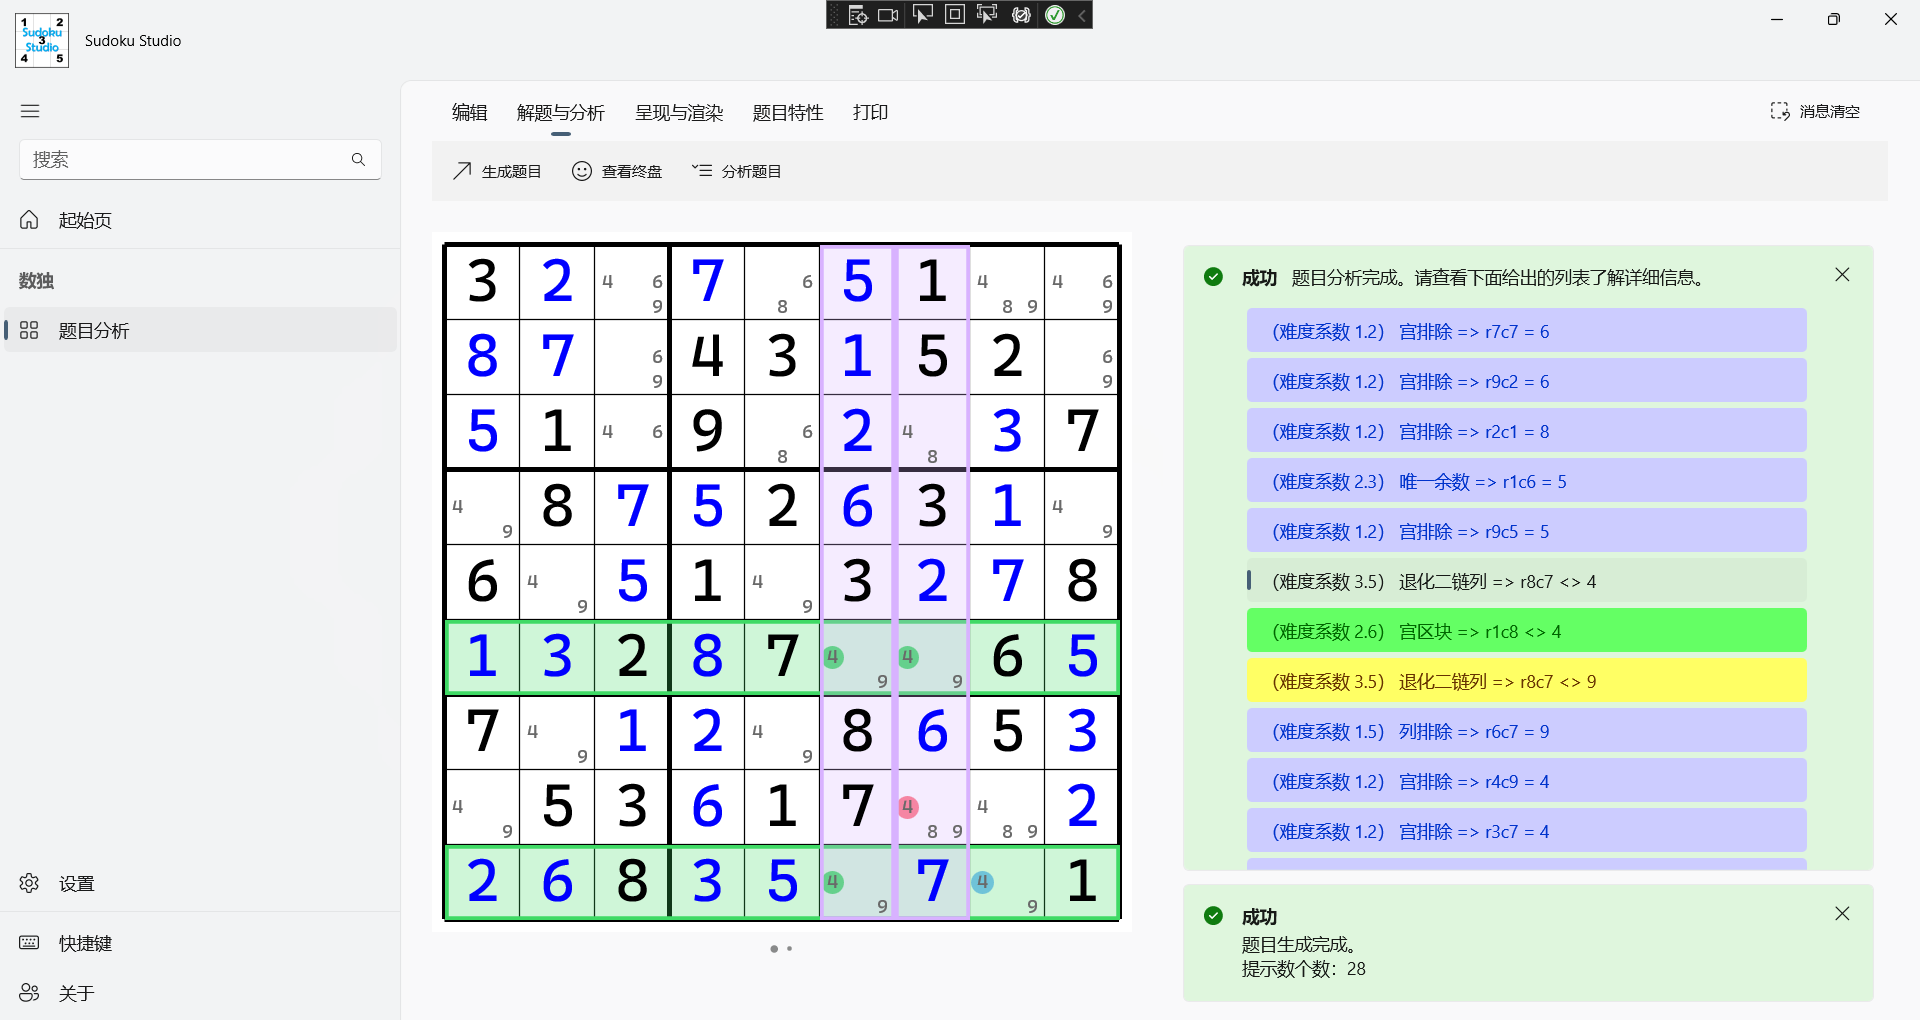 1 2
Sudoku
3
Studio
4 5
Sudoku Studio
搜索
起始页
数独
题目分析
设置
快捷键
关于
编辑 解题与分析 呈现与渲染 题目特性 打印
消息清空
生成题目 查看终盘 分析题目
3 2 4 6 9 7 6 8 5 1 4 8 9 4 6 9
8 7 6 9 4 3 1 5 2 6 9
5 1 4 6 9 6 8 2 4 8 3 7
4 9 8 7 5 2 6 3 1 4 9
6 4 9 5 1 4 9 3 2 7 8
1 3 2 8 7 4 9 4 9 6 5
7 4 9 1 2 4 9 8 6 5 3
4 9 5 3 6 1 7 4 8 9 4 8 9 2
2 6 8 3 5 4 9 7 4 9 1
成功 题目分析完成。请查看下面给出的列表了解详细信息。
（难度系数 1.2） 宫排除 => r7c7 = 6
（难度系数 1.2） 宫排除 => r9c2 = 6
（难度系数 1.2） 宫排除 => r2c1 = 8
（难度系数 2.3） 唯一余数 => r1c6 = 5
（难度系数 1.2） 宫排除 => r9c5 = 5
（难度系数 3.5） 退化二链列 => r8c7 <> 4
（难度系数 2.6） 宫区块 => r1c8 <> 4
（难度系数 3.5） 退化二链列 => r8c7 <> 9
（难度系数 1.5） 列排除 => r6c7 = 9
（难度系数 1.2） 宫排除 => r4c9 = 4
（难度系数 1.2） 宫排除 => r3c7 = 4
成功
题目生成完成。
提示数个数：28